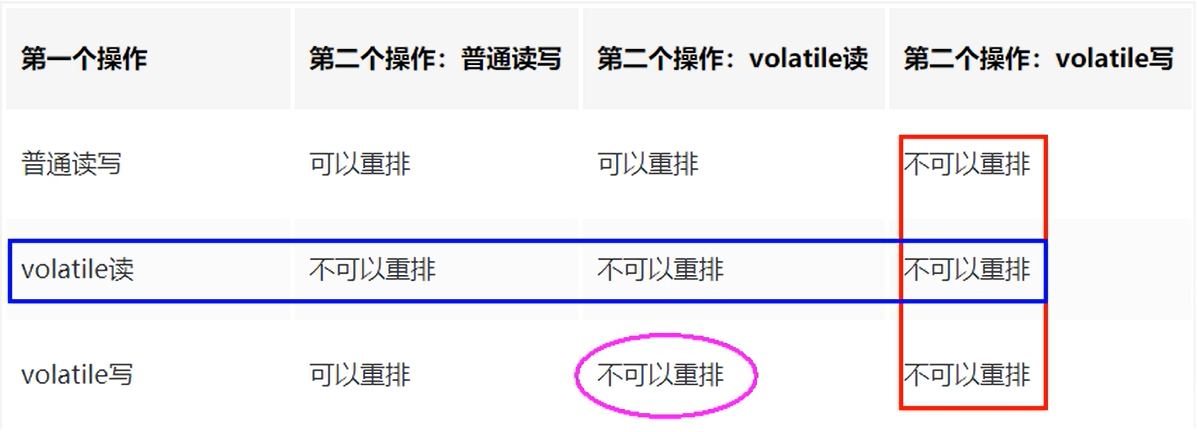 第一个操作 第二个操作：普通读写 第二个操作：volatile读 第二个操作：volatile写
普通读写 可以重排 可以重排 不可以重排
volatile读 不可以重排 不可以重排 不可以重排
volatile写 可以重排 不可以重排 不可以重排